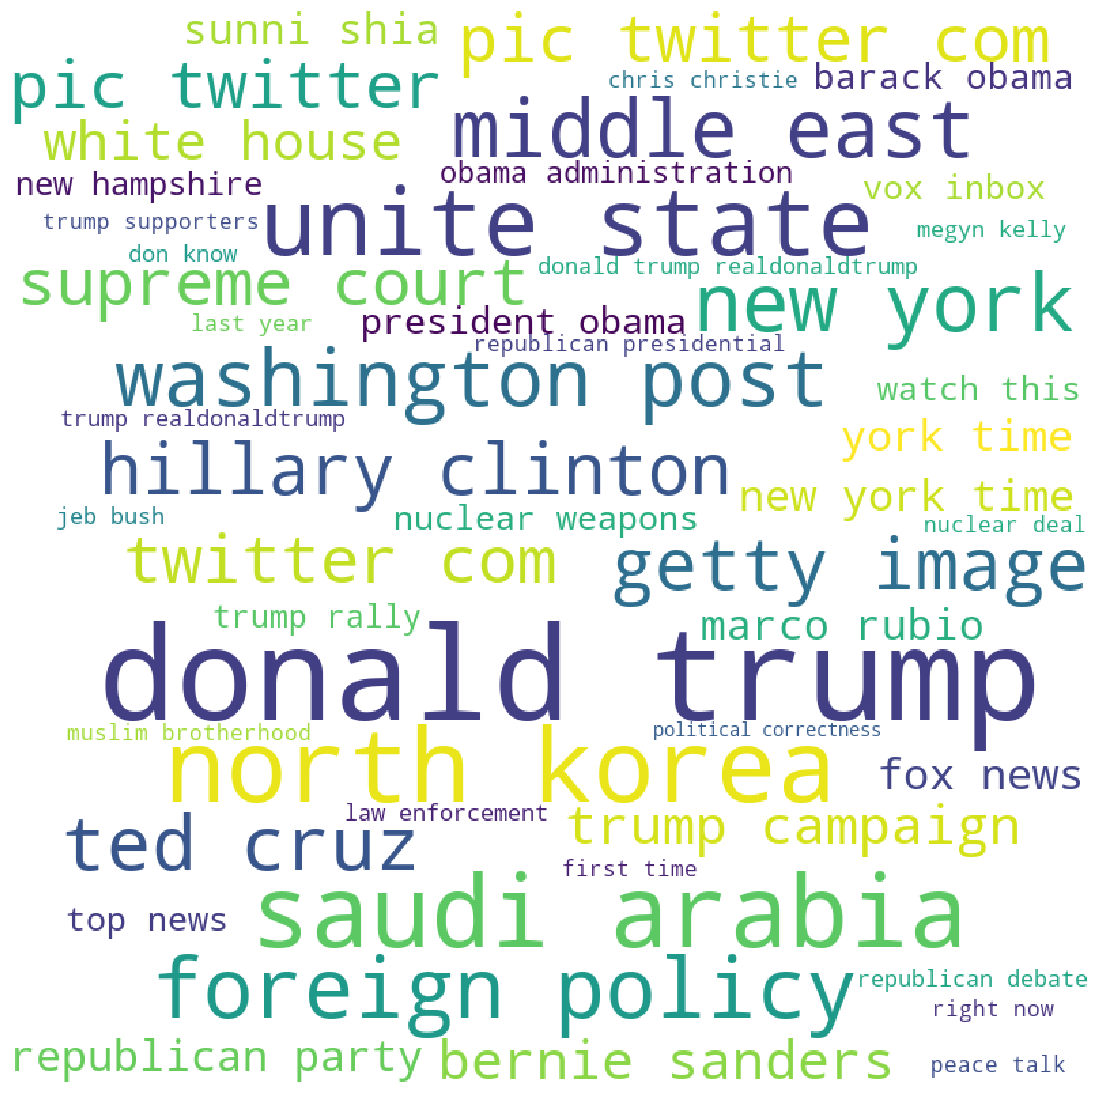 sunni shia
pic twitter com
pic twitter
chris christie
barack obama
white house
middle east
new hampshire
obama administration
vox inbox
trump supporters
unite state
megyn kelly
don know
supreme court
donald trump realdonaldtrump
new york
last year
president obama
republican presidential
washington post
watch this
trump realdonaldtrump
york time
hillary clinton
new york time
jeb bush
nuclear weapons
nuclear deal
twitter com
getty image
trump rally
marco rubio
donald trump
muslim brotherhood
political correctness
north korea
fox news
law enforcement
trump campaign
ted cruz
first time
top news
saudi arabia
foreign policy
republican debate
right now
republican party
bernie sanders
peace talk